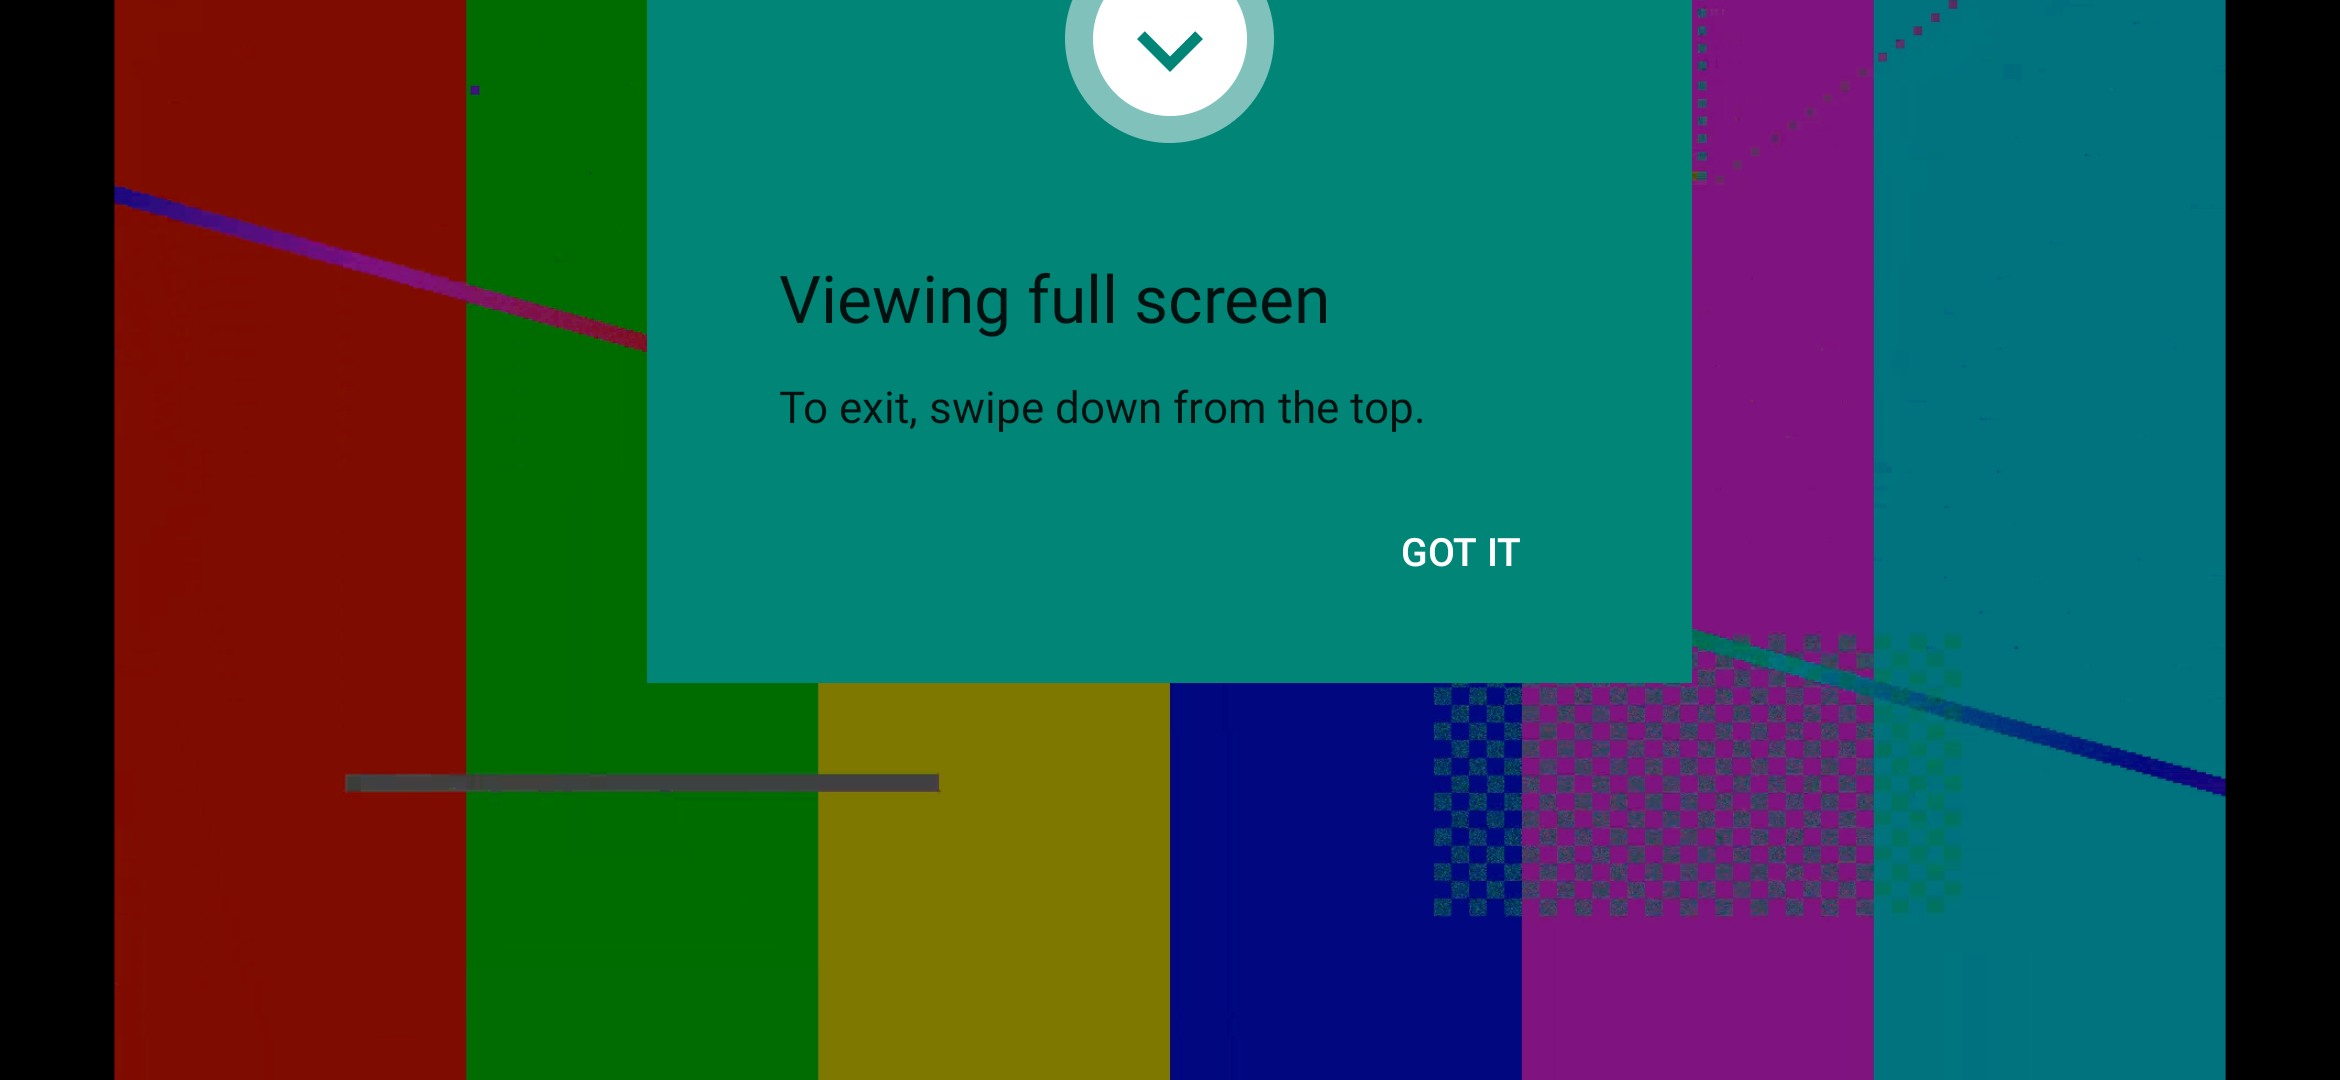 Viewing full screen
To exit, swipe down from the top.
GOT IT